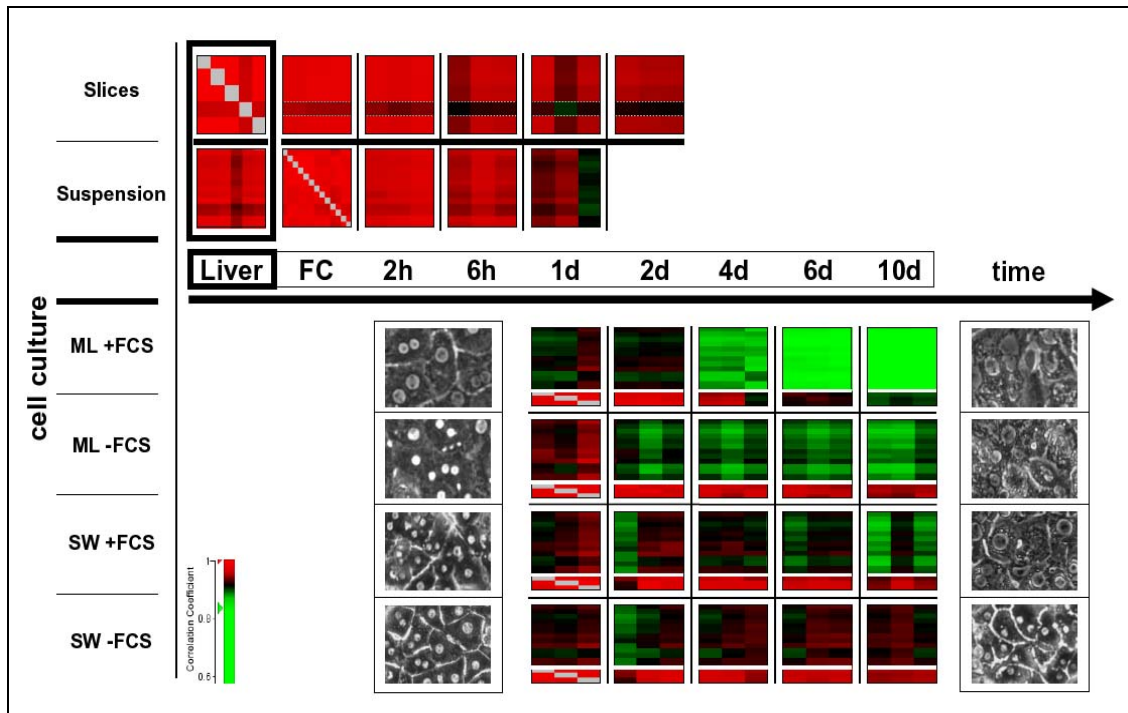 Slices
Suspension
Liver FC 2h 6h 1d 2d 4d 6d 10d time
cell culture
ML +FCS
ML -FCS
SW +FCS
SW -FCS
Correlation Coefficient
1
0.8
0.6